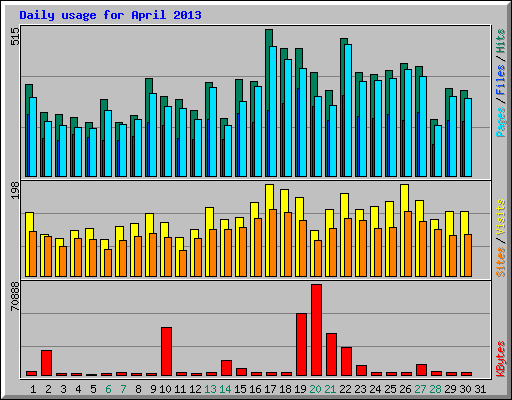 Daily usage for April 2013
515
Pages / Files / Hits
198
Sites / Visits
70888
KBytes
1 2 3 4 5 6 7 8 9 10 11 12 13 14 15 16 17 18 19 20 21 22 23 24 25 26 27 28 29 30 31